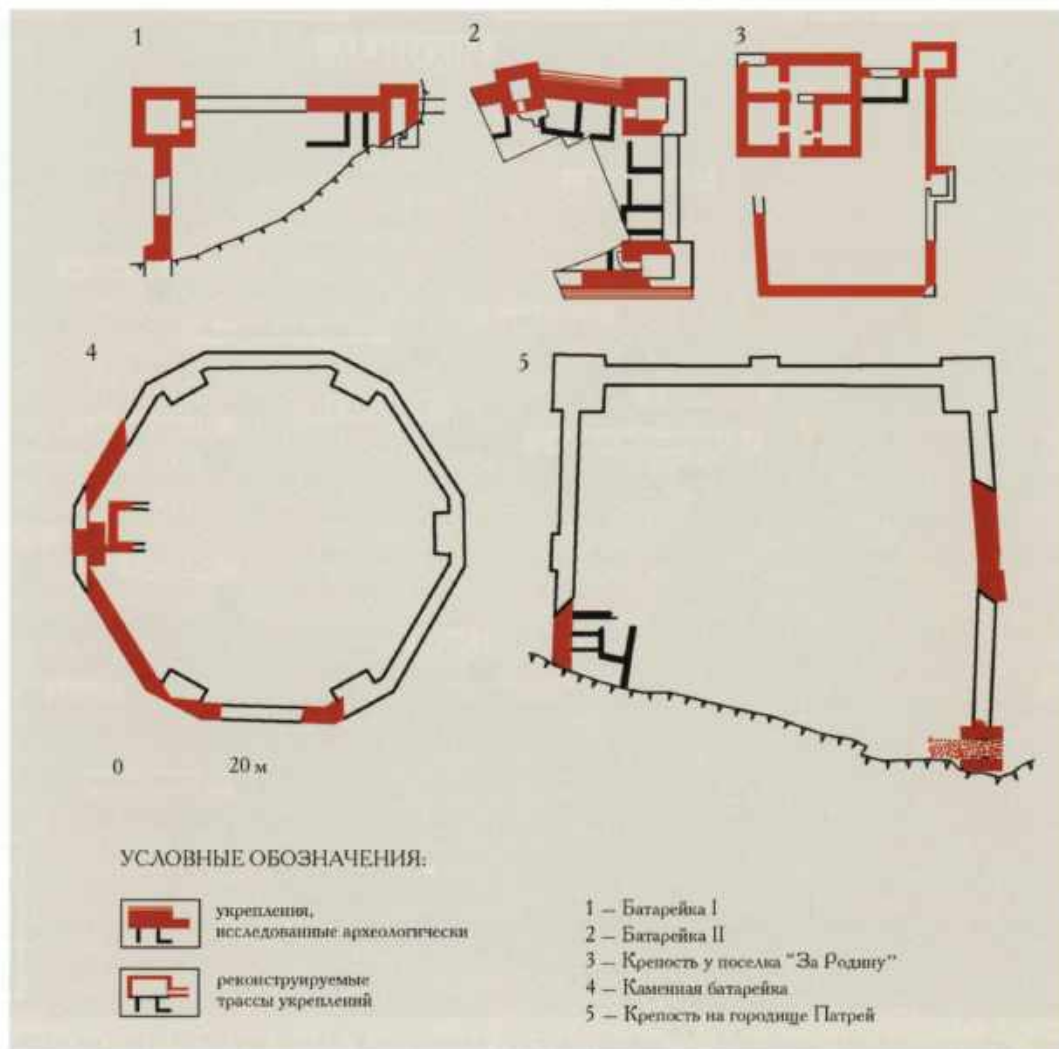 1
2
3
4
5
0 20 м
УСЛОВНЫЕ ОБОЗНАЧЕНИЯ:
укрепления,
исследованные археологически
реконструируемые
трассы укреплений
1 – Батарейка I
2 – Батарейка II
3 – Крепость у поселка "За Родину"
4 – Каменная батарейка
5 – Крепость на городище Патрей